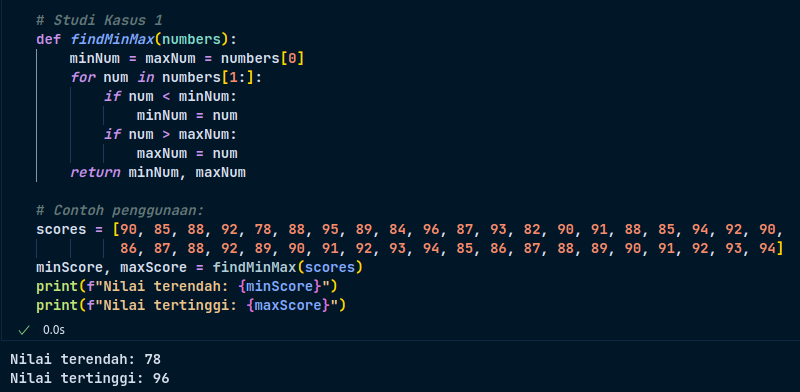 # Studi Kasus 1
def findMinMax(numbers):
    minNum = maxNum = numbers[0]
    for num in numbers[1:]:
        if num < minNum:
            minNum = num
        if num > maxNum:
            maxNum = num
    return minNum, maxNum
# Contoh penggunaan:
scores = [90, 85, 88, 92, 78, 88, 95, 89, 84, 96, 87, 93, 82, 90, 91, 88, 85, 94, 92, 90,
          86, 87, 88, 92, 89, 90, 91, 92, 93, 94, 85, 86, 87, 88, 89, 90, 91, 92, 93, 94]
minScore, maxScore = findMinMax(scores)
print(f"Nilai terendah: {minScore}")
print(f"Nilai tertinggi: {maxScore}")
0.0s
Nilai terendah: 78
Nilai tertinggi: 96